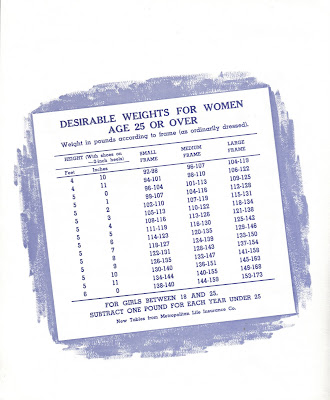 DESIRABLE WEIGHTS FOR WOMEN
AGE 25 OR OVER
Weight in pounds according to frame (as ordinarily dressed).
HEIGHT (With shoes on
—2-inch heels)
SMALL
FRAME
MEDIUM
FRAME
LARGE
FRAME
Feet Inches
4 10 92-98 96-107 104-119
4 11 94-101 98-110 106-122
5 0 96-104 101-113 109-125
5 1 99-107 104-116 112-128
5 2 102-110 107-119 115-131
5 3 105-113 110-122 118-134
5 4 108-116 113-126 121-138
5 5 111-119 116-130 125-142
5 6 114-123 120-135 129-146
5 7 118-127 124-139 133-150
5 8 122-131 128-143 137-154
5 9 126-135 132-147 141-158
5 10 130-140 136-151 145-163
5 11 134-144 140-155 149-168
6 0 138-148 144-159 153-173
FOR GIRLS BETWEEN 18 AND 25,
SUBTRACT ONE POUND FOR EACH YEAR UNDER 25
New Tables from Metropolitan Life Insurance Co.